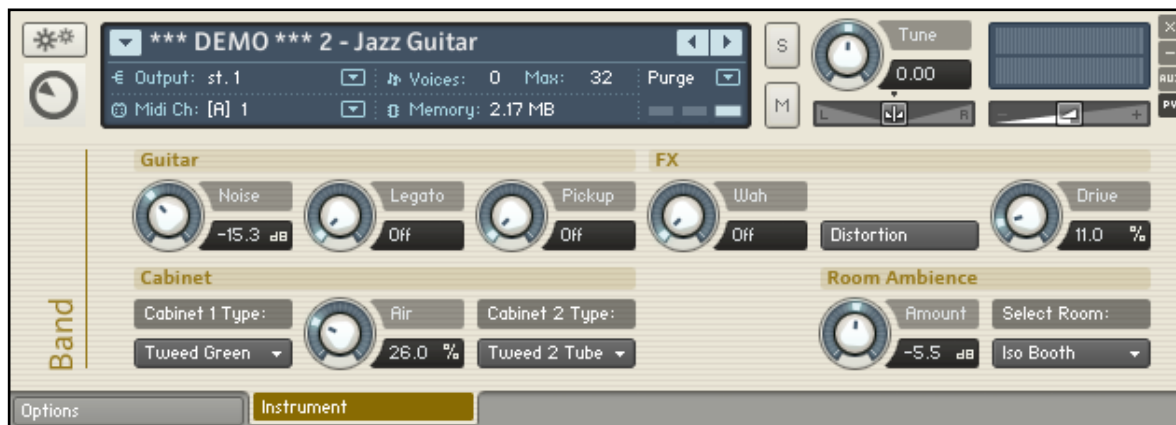 *** DEMO *** 2 - Jazz Guitar
Output: st. 1 Voices: 0 Max: 32 Purge
Midi Ch: [A] 1 Memory: 2.17 MB
S
M
Tune
0.00
L R
- +
X
-
AUX
PV
Guitar FX
Noise Legato Pickup Wah Drive
-15.3 dB Off Off Off Distortion 11.0 %
Cabinet Room Ambience
Cabinet 1 Type: Air Cabinet 2 Type: Amount Select Room:
Tweed Green 26.0 % Tweed 2 Tube -5.5 dB Iso Booth
Band
Options Instrument